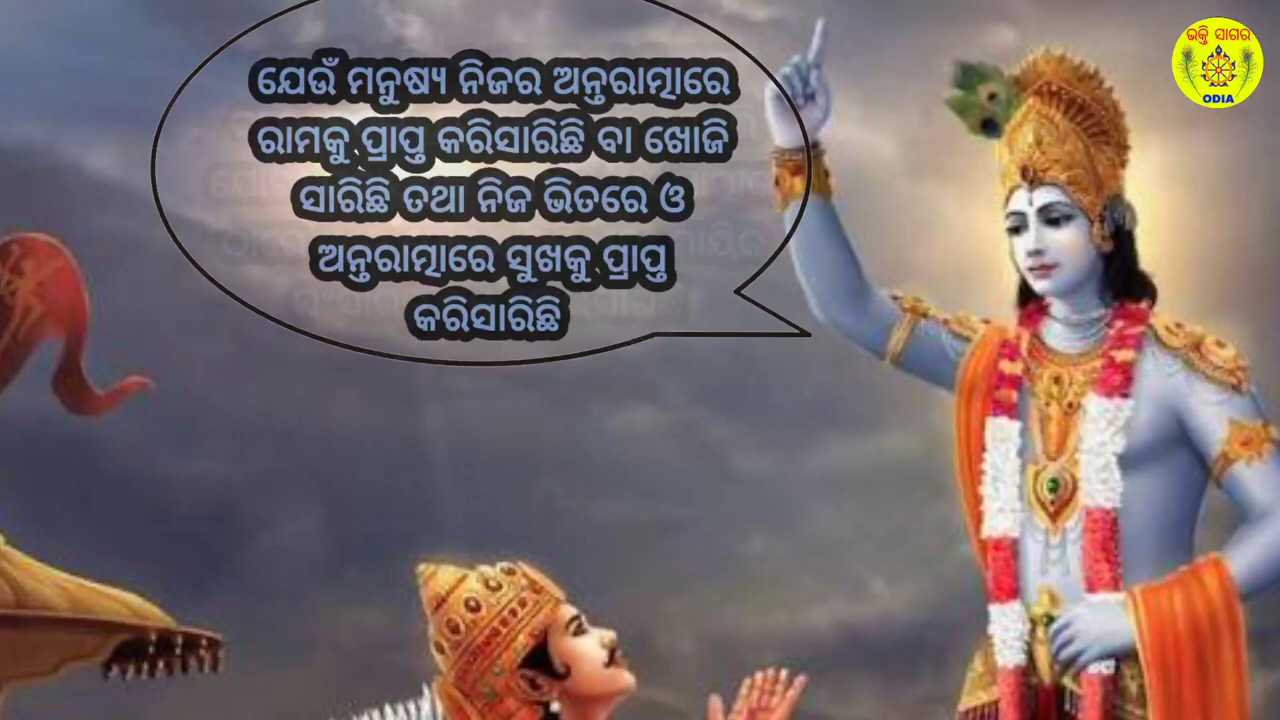 ଯେଉଁ ମନୁଷ୍ୟ ନିଜର ଅନ୍ତରାତ୍ମାରେ
ରାମକୁ ପ୍ରାପ୍ତ କରିସାରିଛି ବା ଖୋଜି
ସାରିଛି ତଥା ନିଜ ଭିତରେ ଓ
ଅନ୍ତରାତ୍ମାରେ ସୁଖକୁ ପ୍ରାପ୍ତ
କରିସାରିଛି
ଭକ୍ତି ସାଗର
ODIA